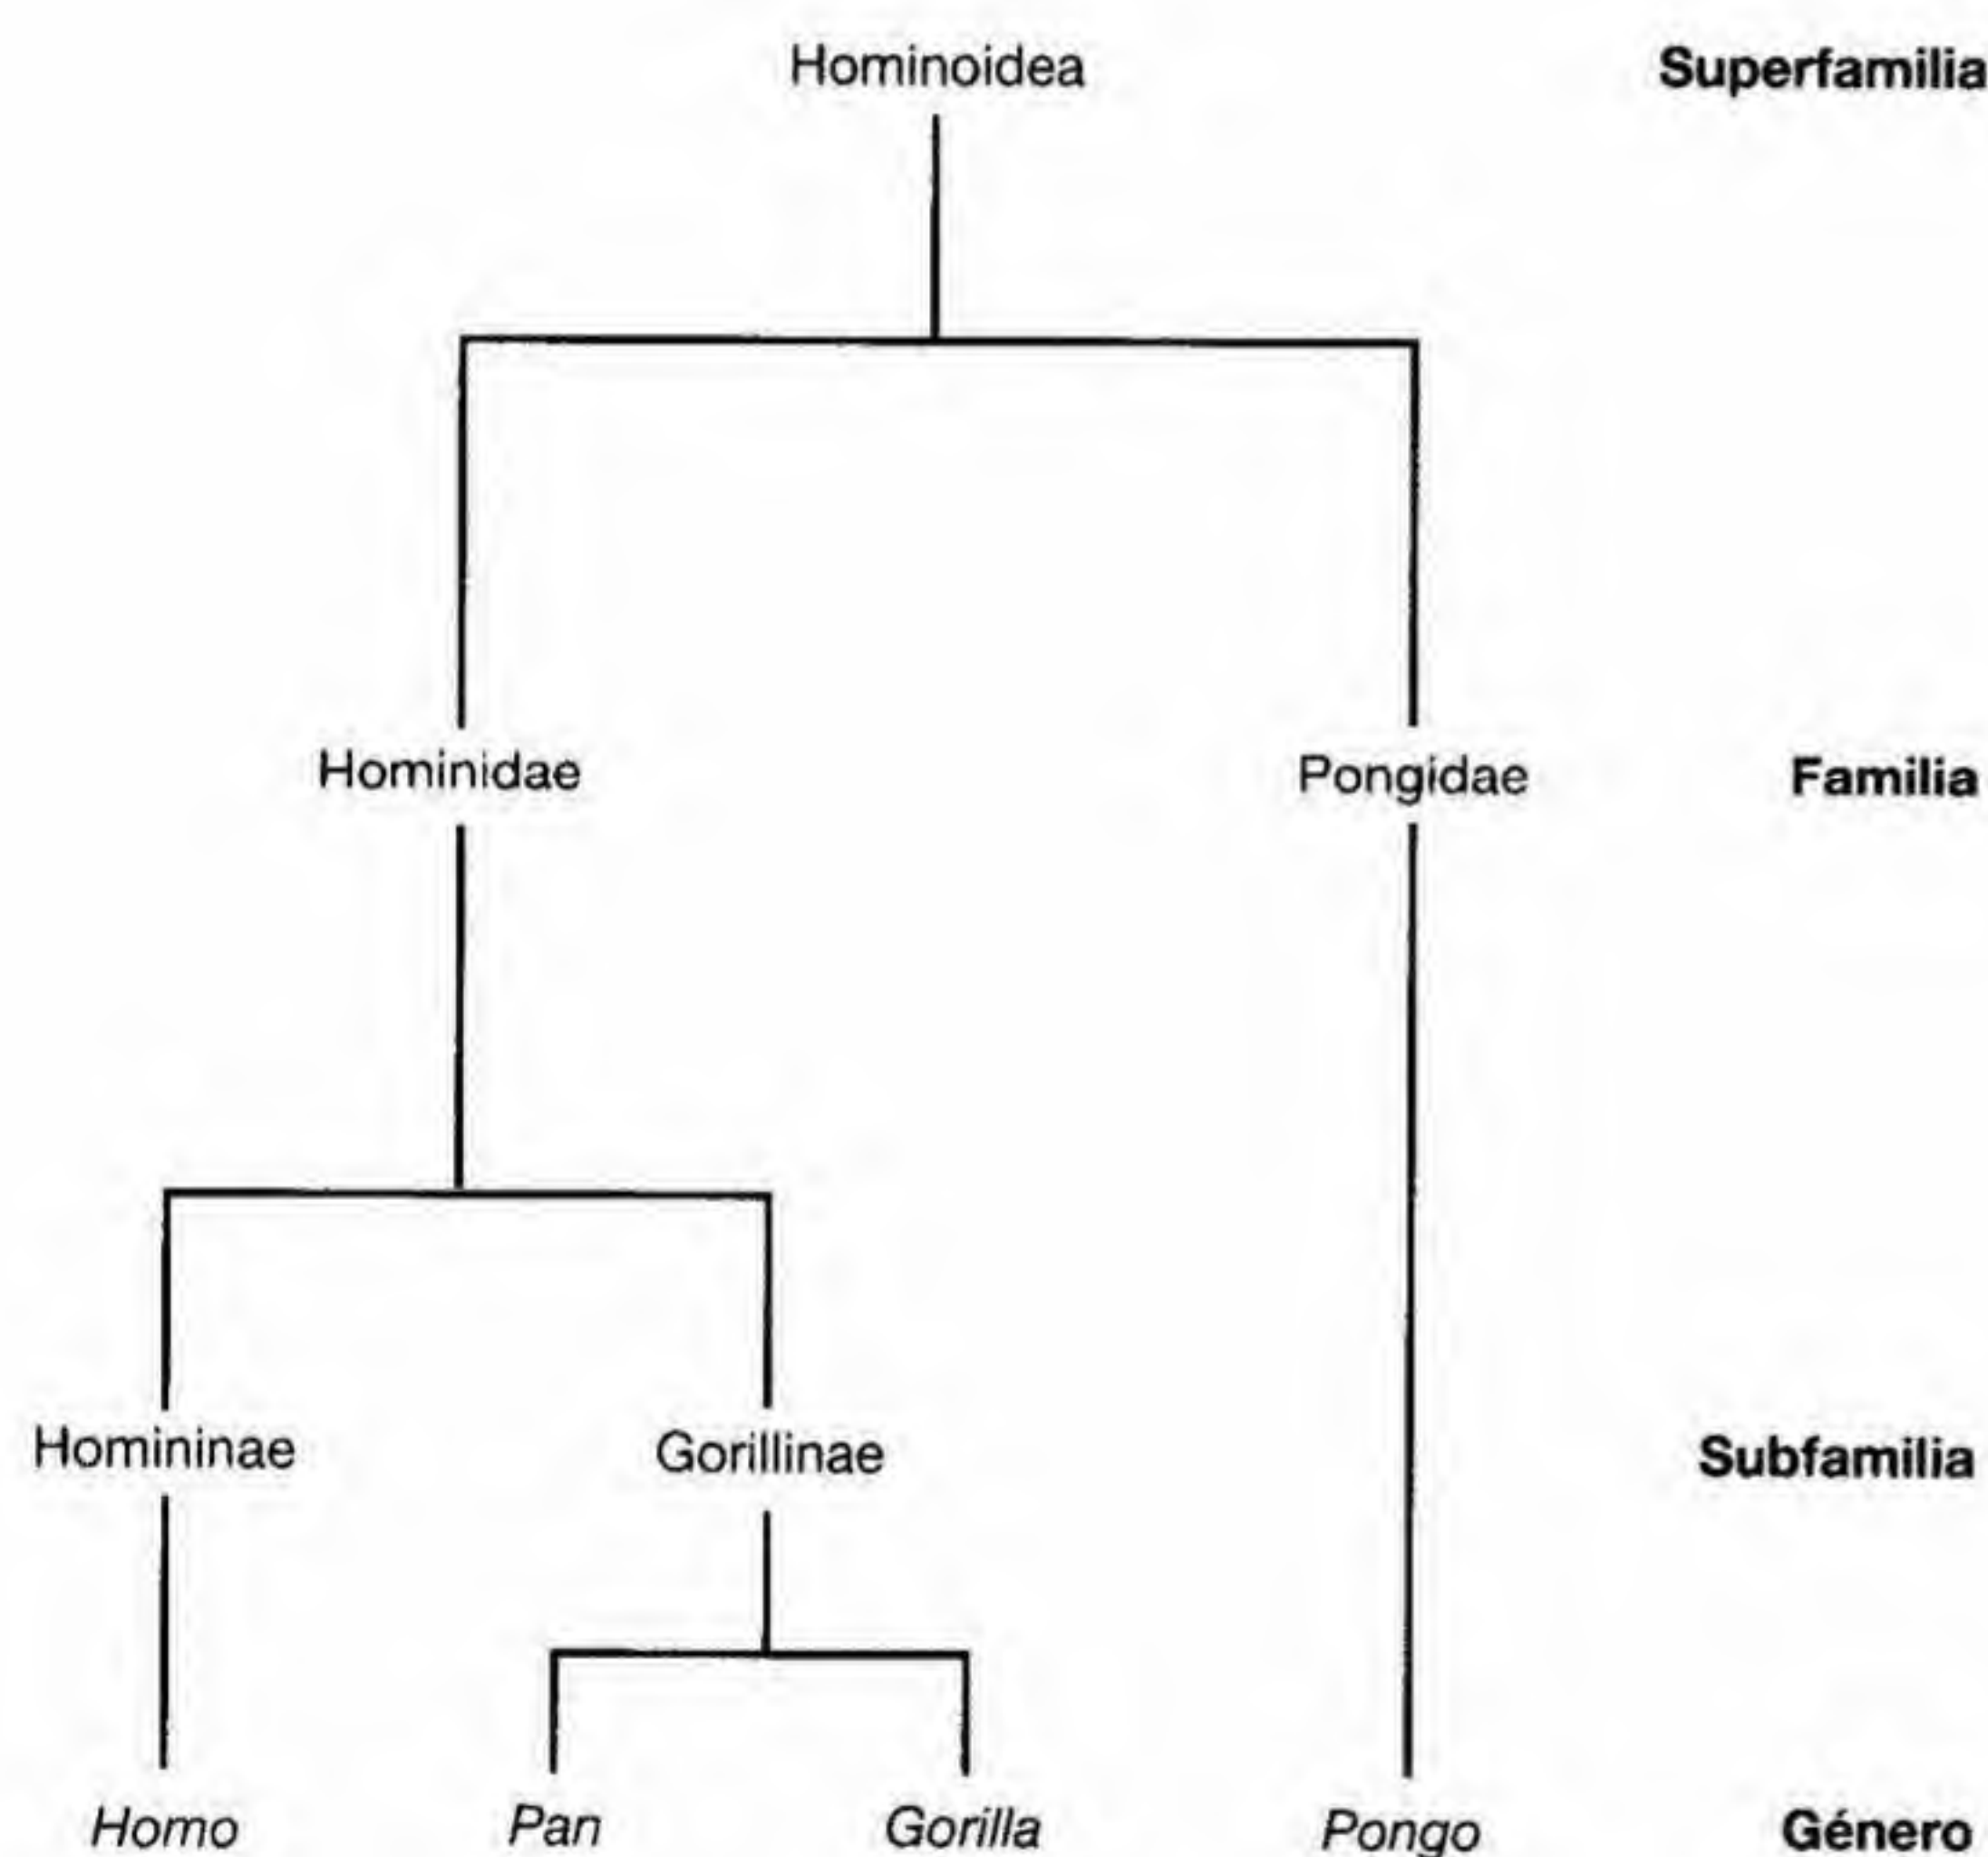 Hominoidea Superfamilia
Hominidae Pongidae Familia
Homininae Gorillinae Subfamilia
Homo Pan Gorilla Pongo Género